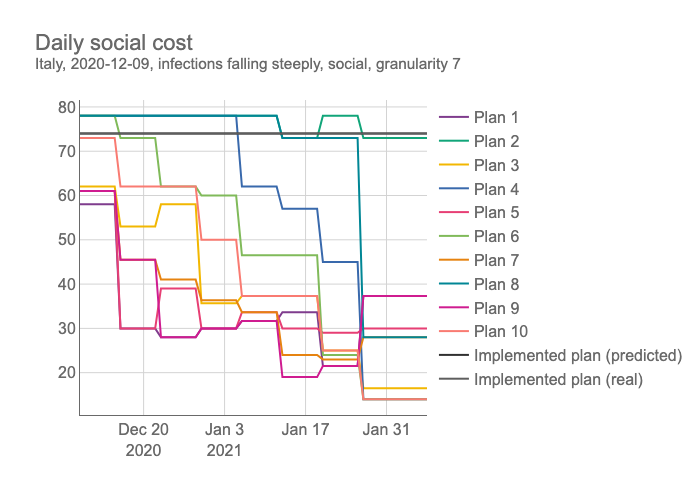 Daily social cost
Italy, 2020-12-09, infections falling steeply, social, granularity 7
80
70
60
50
40
30
20
Dec 20
2020
Jan 3
2021
Jan 17
Jan 31
Plan 1
Plan 2
Plan 3
Plan 4
Plan 5
Plan 6
Plan 7
Plan 8
Plan 9
Plan 10
Implemented plan (predicted)
Implemented plan (real)